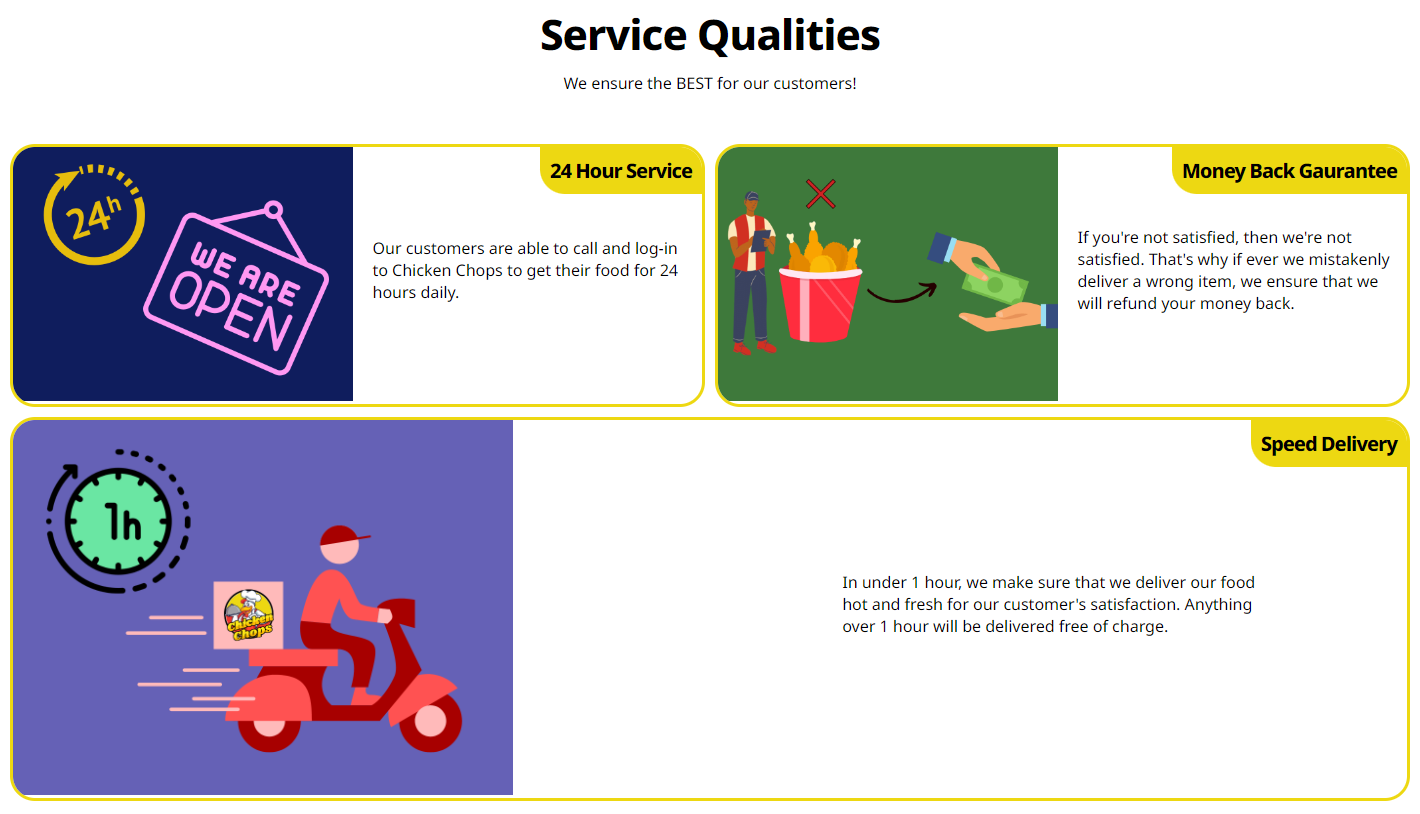 Service Qualities
We ensure the BEST for our customers!
24 Hour Service
24h
WE ARE
OPEN
Our customers are able to call and log-in
to Chicken Chops to get their food for 24
hours daily.
Money Back Gaurantee
If you're not satisfied, then we're not
satisfied. That's why if ever we mistakenly
deliver a wrong item, we ensure that we
will refund your money back.
Speed Delivery
1h
Chicken
Chops
In under 1 hour, we make sure that we deliver our food
hot and fresh for our customer's satisfaction. Anything
over 1 hour will be delivered free of charge.